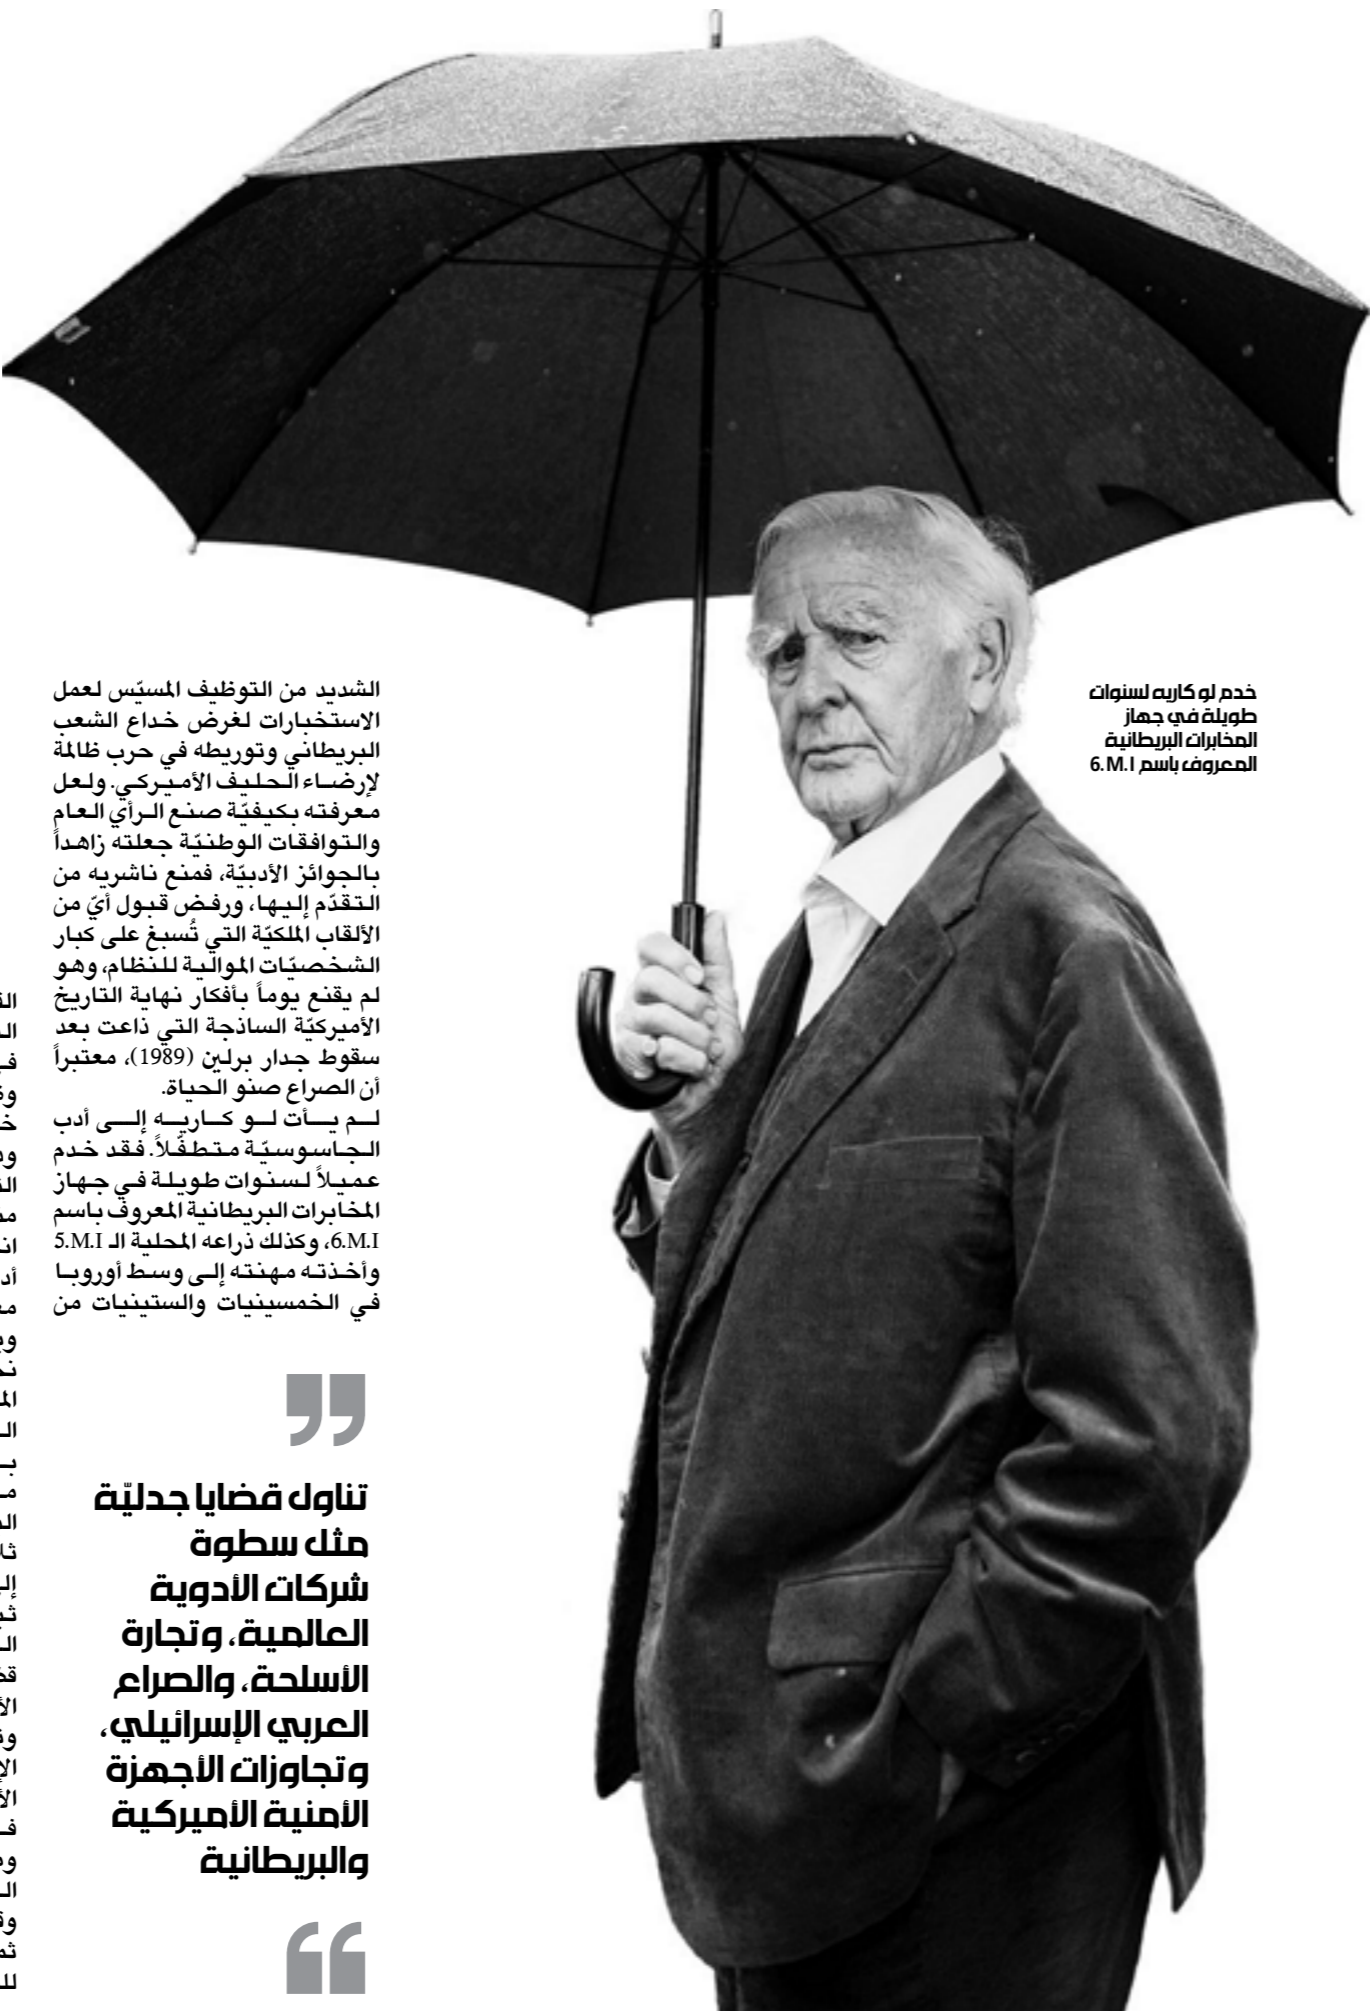 خدم لو كاريه لسنوات
طويلة في جهاز
المخابرات البريطانية
المعروف باسم 6.M.I
الشديد من التوظيف المسيّس لعمل
الاستخبارات لغرض خداع الشعب
البريطاني وتوريطه في حرب ظالمة
لإرضاء الحليف الأميركي. ولعل
معرفته بكيفيّة صنع الرأي العام
والتوافقات الوطنيّة جعلته زاهداً
بالجوائز الأدبيّة، فمنع ناشريه من
التقدّم إليها، ورفض قبول أيّ من
الألقاب الملكيّة التي تُسبغ على كبار
الشخصيّات الموالية للنظام، وهو
لم يقنع يوماً بأفكار نهاية التاريخ
الأميركيّة الساذجة التي ذاعت بعد
سقوط جدار برلين (1989)، معتبراً
أن الصراع صنو الحياة.
لم يأت لو كاريه إلى أدب
الجاسوسيّة متطفّلاً. فقد خدم
عميلاً لسنوات طويلة في جهاز
المخابرات البريطانية المعروف باسم
6.M.I، وكذلك ذراعه المحلية الـ 5.M.I
وأخذته مهنته إلى وسط أوروبا
في الخمسينيات والستينيات من
تناول قضايا جدليّة
مثل سطوة
شركات الأدوية
العالمية، وتجارة
الأسلحة، والصراع
العربي الإسرائيلي،
وتجاوزات الأجهزة
الأمنية الأميركية
والبريطانية